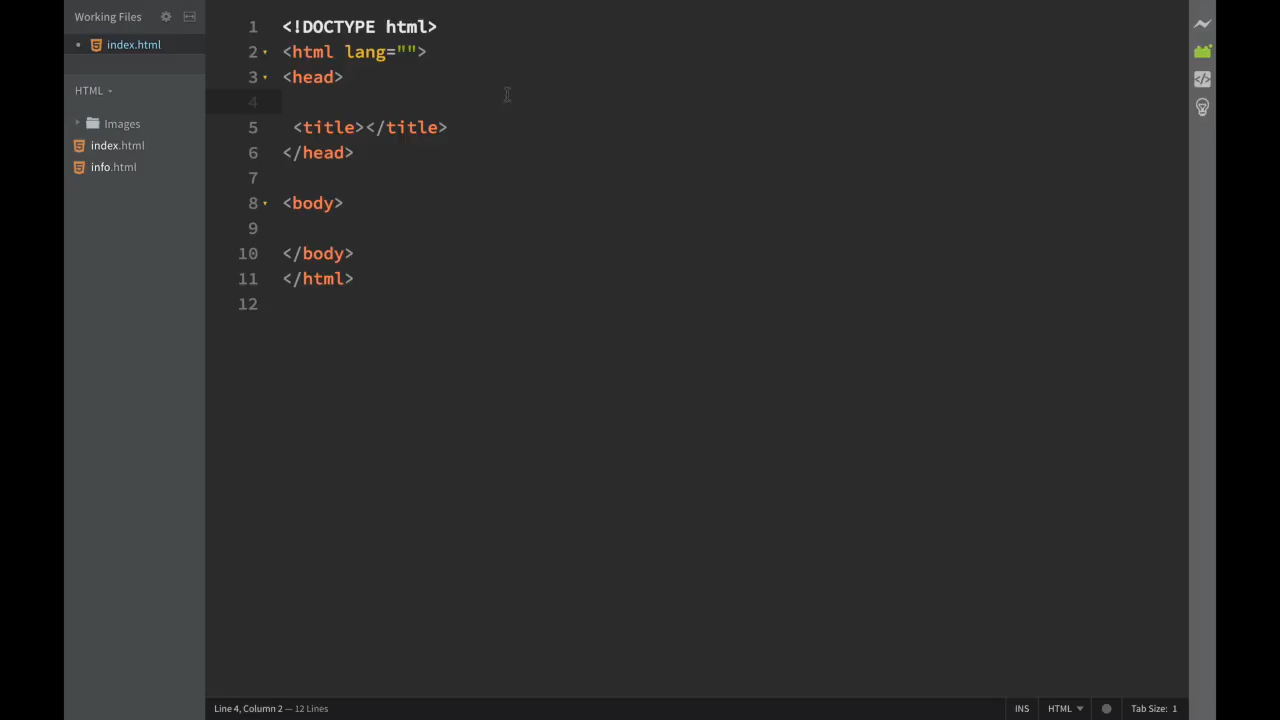 Working Files
index.html
HTML
Images
index.html
info.html
1 <!DOCTYPE html>
2 <html lang="">
3 <head>
4
5 <title></title>
6 </head>
7
8 <body>
9
10 </body>
11 </html>
12
Line 4, Column 2 — 12 Lines
INS HTML Tab Size: 1